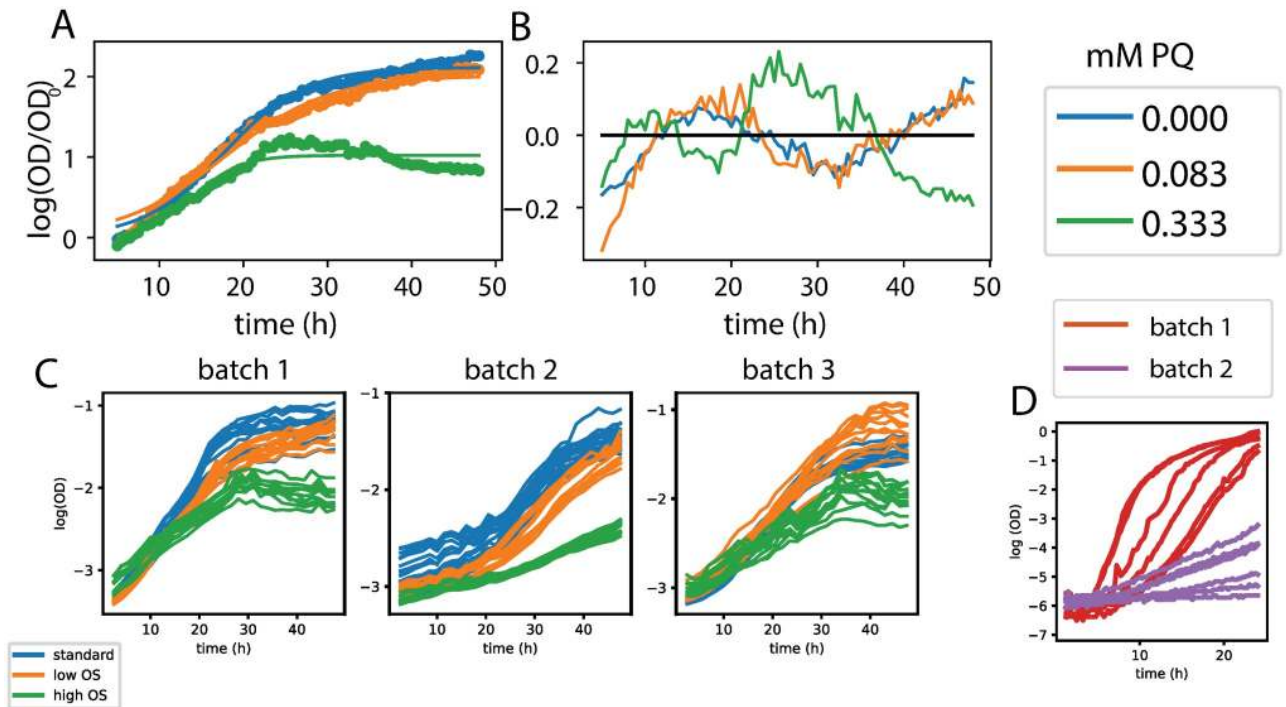 A
B
log(OD/OD0)
2
1
0
10
20
30
40
50
time (h)
0.2
0.0
−0.2
10
20
30
40
50
time (h)
mM PQ
0.000
0.083
0.333
batch 1
batch 2
C
batch 1
batch 2
batch 3
log(OD)
−1
−2
−3
10
20
30
40
time (h)
−1
−2
−3
10
20
30
40
time (h)
−1
−2
−3
10
20
30
40
time (h)
standard
low OS
high OS
D
log (OD)
0
−1
−2
−3
−4
−5
−6
−7
10
20
time (h)